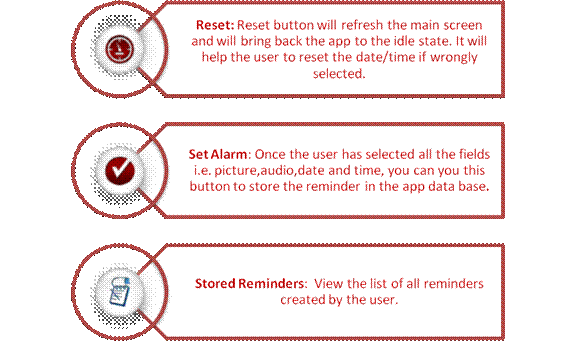 Reset: Reset button will refresh the main screen
and will bring back the app to the idle state. It will
help the user to reset the date/time if wrongly
selected.
Set Alarm: Once the user has selected all the fields
i.e. picture,audio,date and time, you can you this
button to store the reminder in the app data base.
Stored Reminders:  View the list of all reminders
created by the user.